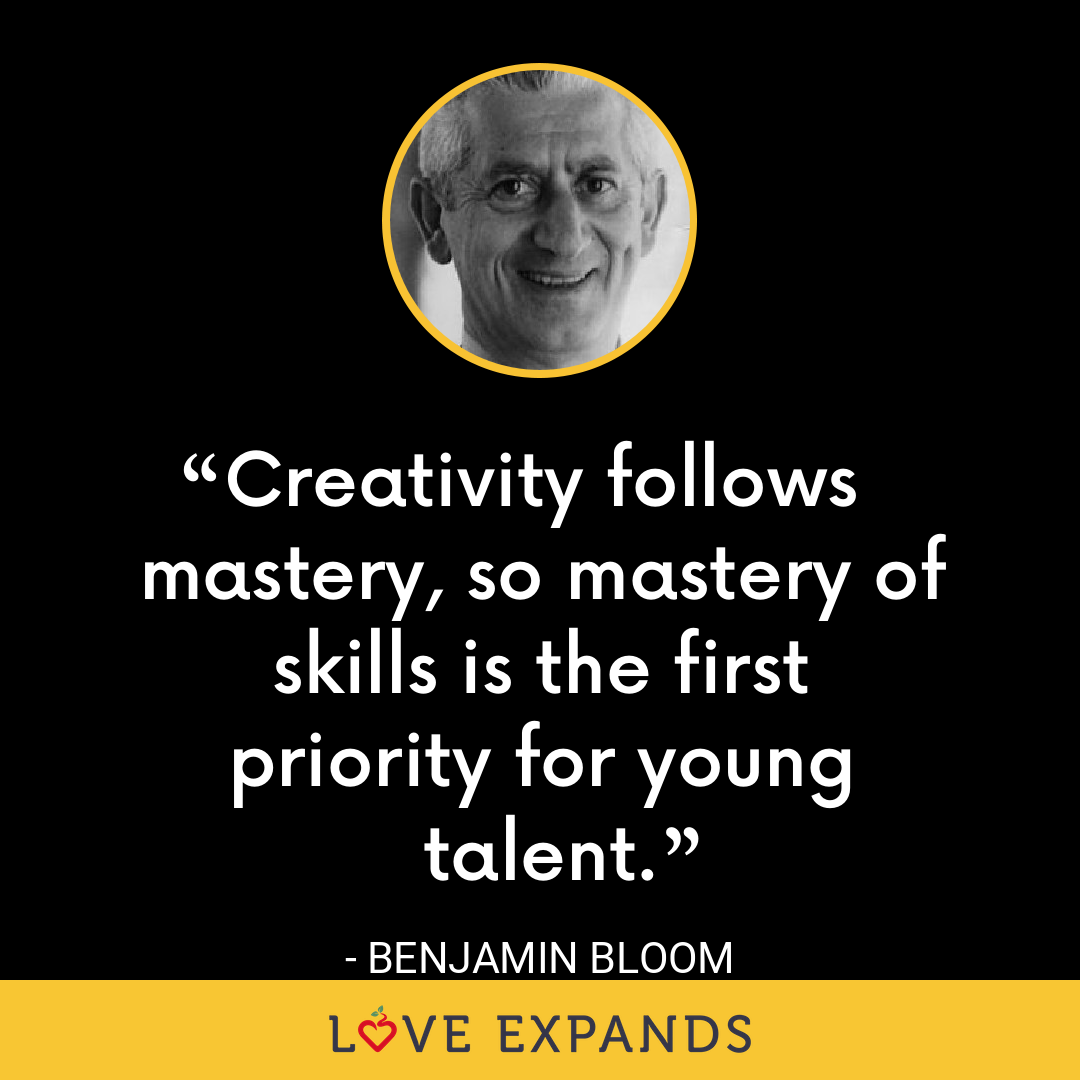 “Creativity follows
mastery, so mastery of
skills is the first
priority for young
talent.”
- BENJAMIN BLOOM
LOVE EXPANDS